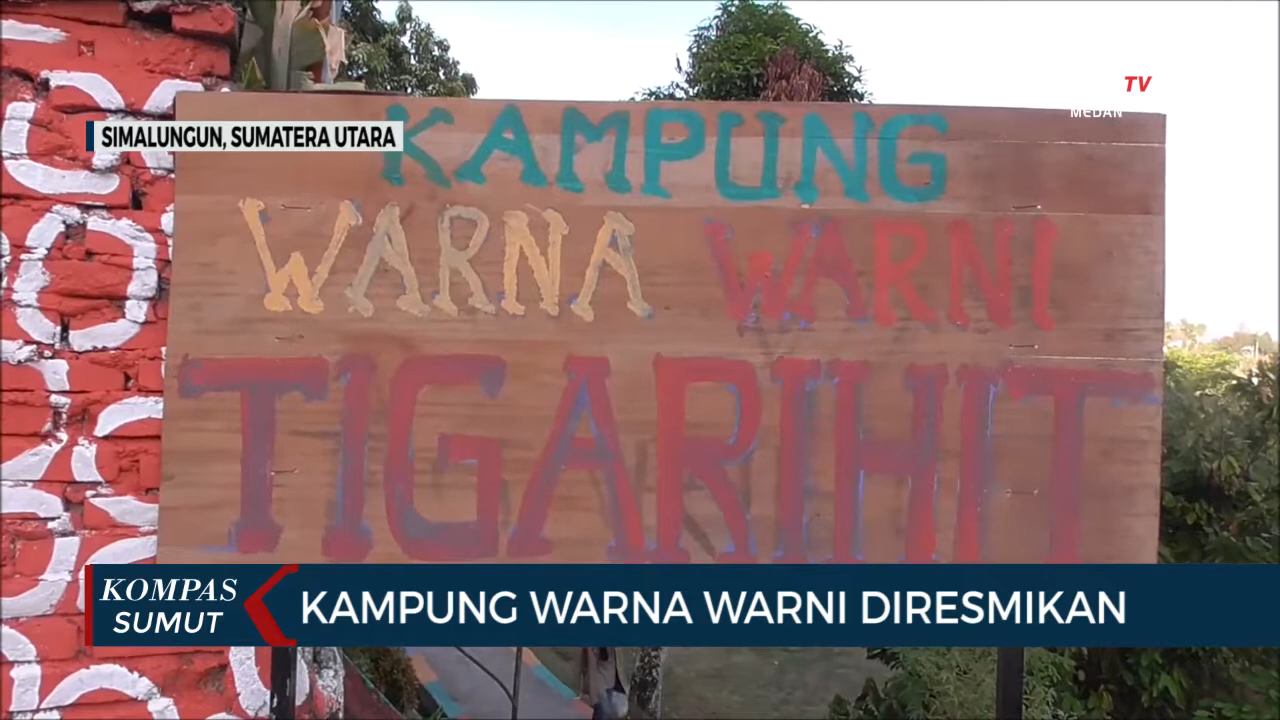 TV
MEDAN
SIMALUNGUN, SUMATERA UTARA
KAMPUNG
WARNA WARNI
TIGARIHIT
KOMPAS
SUMUT
KAMPUNG WARNA WARNI DIRESMIKAN